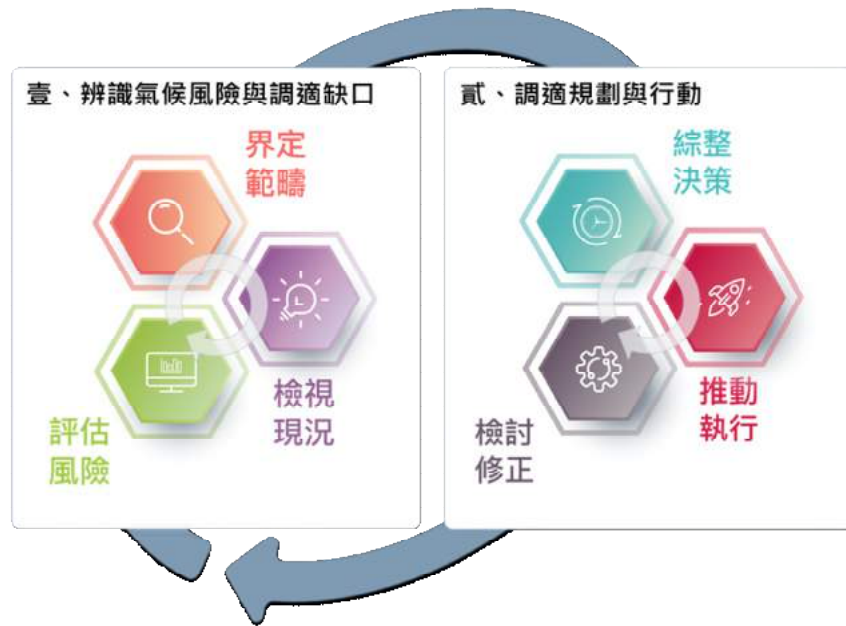 壹、辨識氣候風險與調適缺口
界定
範疇
檢視
現況
評估
風險
貳、調適規劃與行動
綜整
決策
推動
執行
檢討
修正